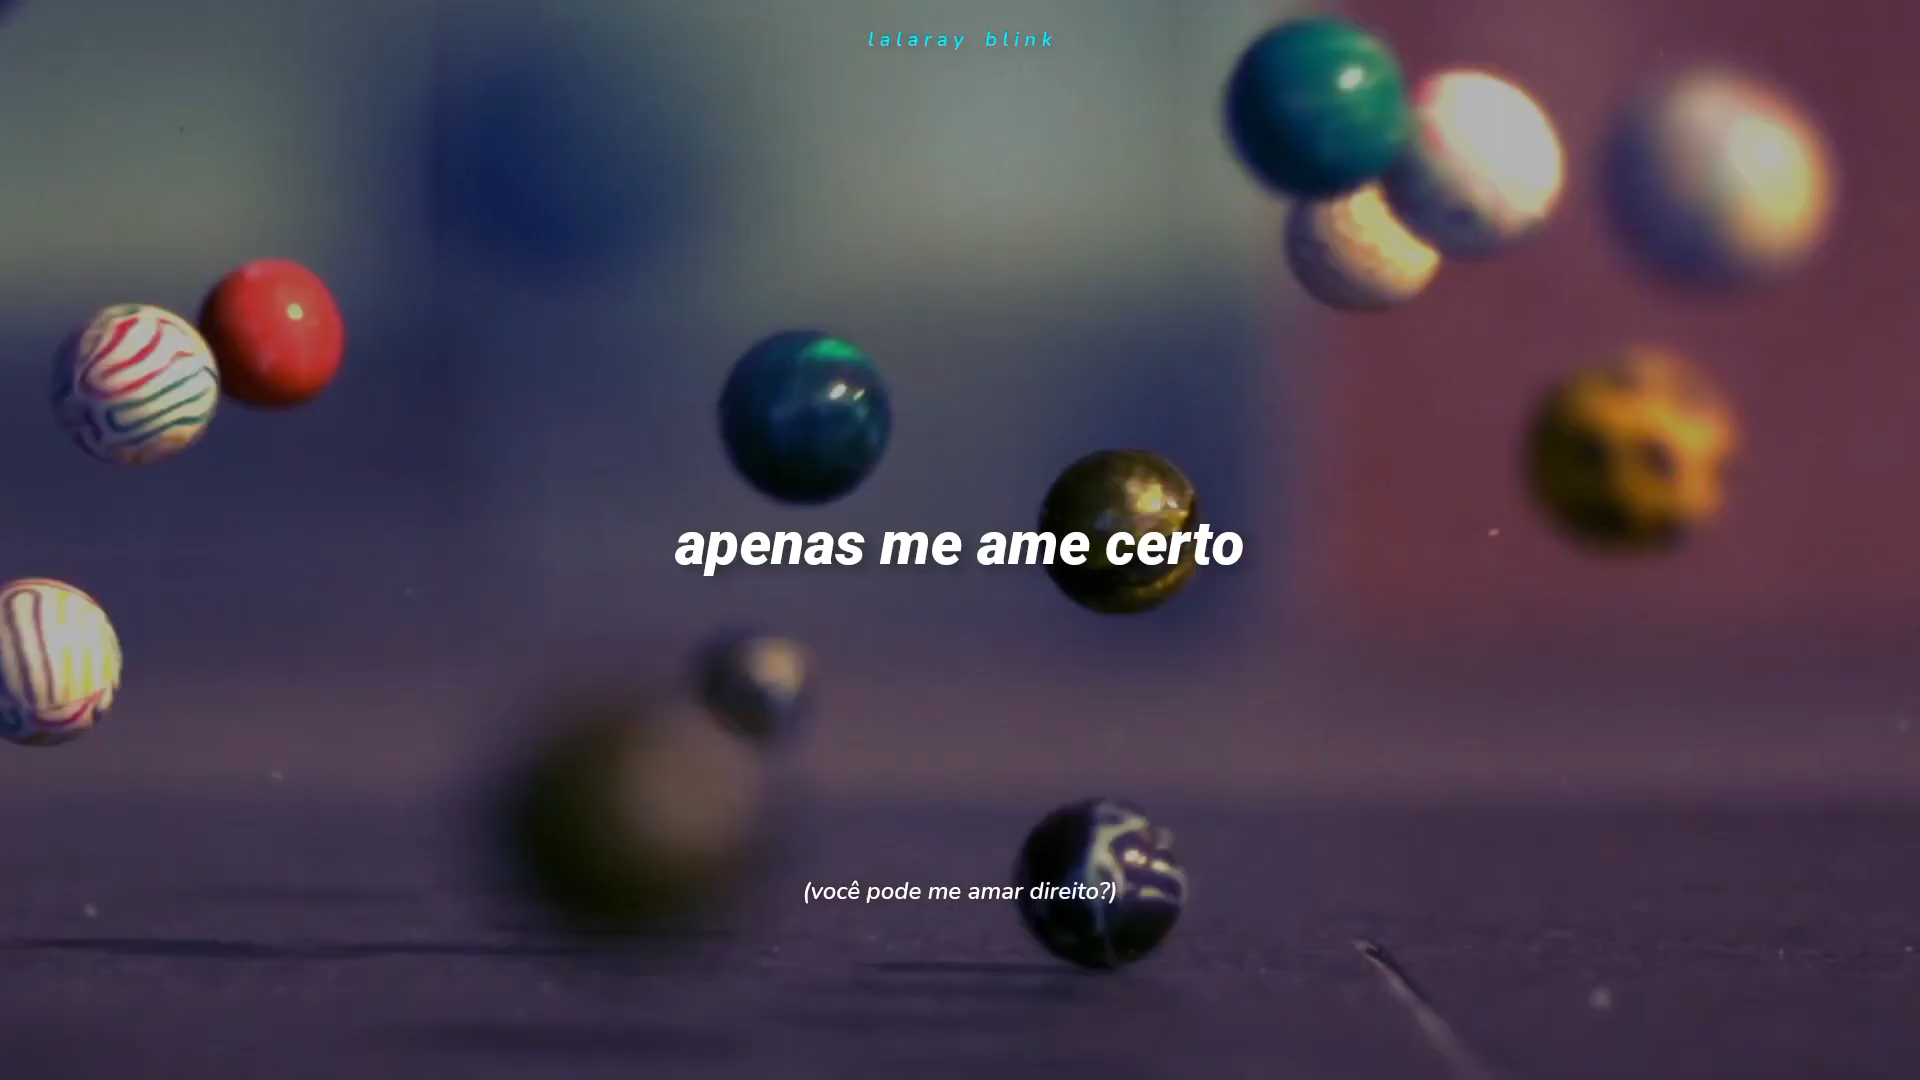 lalaray blink
apenas me ame certo
(você pode me amar direito?)